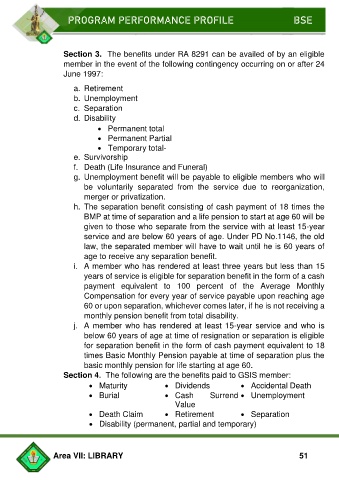 PROGRAM PERFORMANCE PROFILE BSE
Section 3. The benefits under RA 8291 can be availed of by an eligible
member in the event of the following contingency occurring on or after 24
June 1997:
a. Retirement
b. Unemployment
c. Separation
d. Disability
• Permanent total
• Permanent Partial
• Temporary total-
e. Survivorship
f. Death (Life Insurance and Funeral)
g. Unemployment benefit will be payable to eligible members who will
be voluntarily separated from the service due to reorganization,
merger or privatization.
h. The separation benefit consisting of cash payment of 18 times the
BMP at time of separation and a life pension to start at age 60 will be
given to those who separate from the service with at least 15-year
service and are below 60 years of age. Under PD No.1146, the old
law, the separated member will have to wait until he is 60 years of
age to receive any separation benefit.
i. A member who has rendered at least three years but less than 15
years of service is eligible for separation benefit in the form of a cash
payment equivalent to 100 percent of the Average Monthly
Compensation for every year of service payable upon reaching age
60 or upon separation, whichever comes later, if he is not receiving a
monthly pension benefit from total disability.
j. A member who has rendered at least 15-year service and who is
below 60 years of age at time of resignation or separation is eligible
for separation benefit in the form of cash payment equivalent to 18
times Basic Monthly Pension payable at time of separation plus the
basic monthly pension for life starting at age 60.
Section 4. The following are the benefits paid to GSIS member:
• Maturity • Dividends • Accidental Death
• Burial • Cash Surrend • Unemployment
Value
• Death Claim • Retirement • Separation
• Disability (permanent, partial and temporary)
Area VII: LIBRARY 51